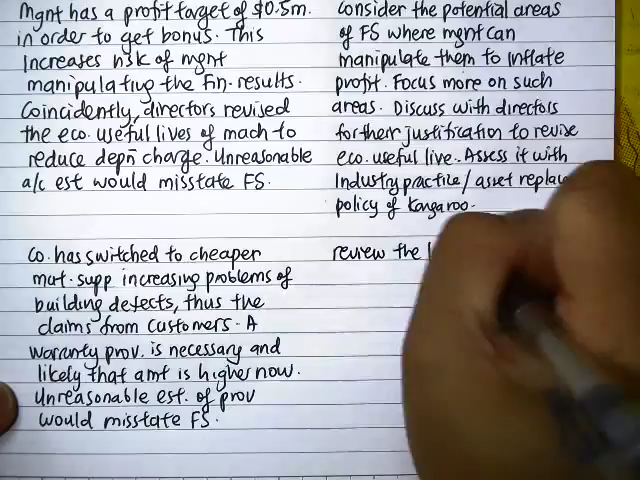 Mgnt has a profit target of $0.5m.
in order to get bonus. This
increases risk of mgnt
manipulating the fin. results.
Coincidently, directors revised
the eco. useful lives of mach to
reduce depn charge. Unreasonable
a/c est would misstate FS.
Consider the potential areas
of FS where mgnt can
manipulate them to inflate
profit. Focus more on such
areas. Discuss with directors
for their justification to revise
eco. useful live. Assess it with
Industry practice/asset replac
policy of Kangaroo.
Co. has switched to cheaper
mat. supp increasing problems of
building defects, thus the
claims from customers. A
warranty prov. is necessary and
likely that amt is higher now.
Unreasonable est. of prov
would misstate FS.
review the